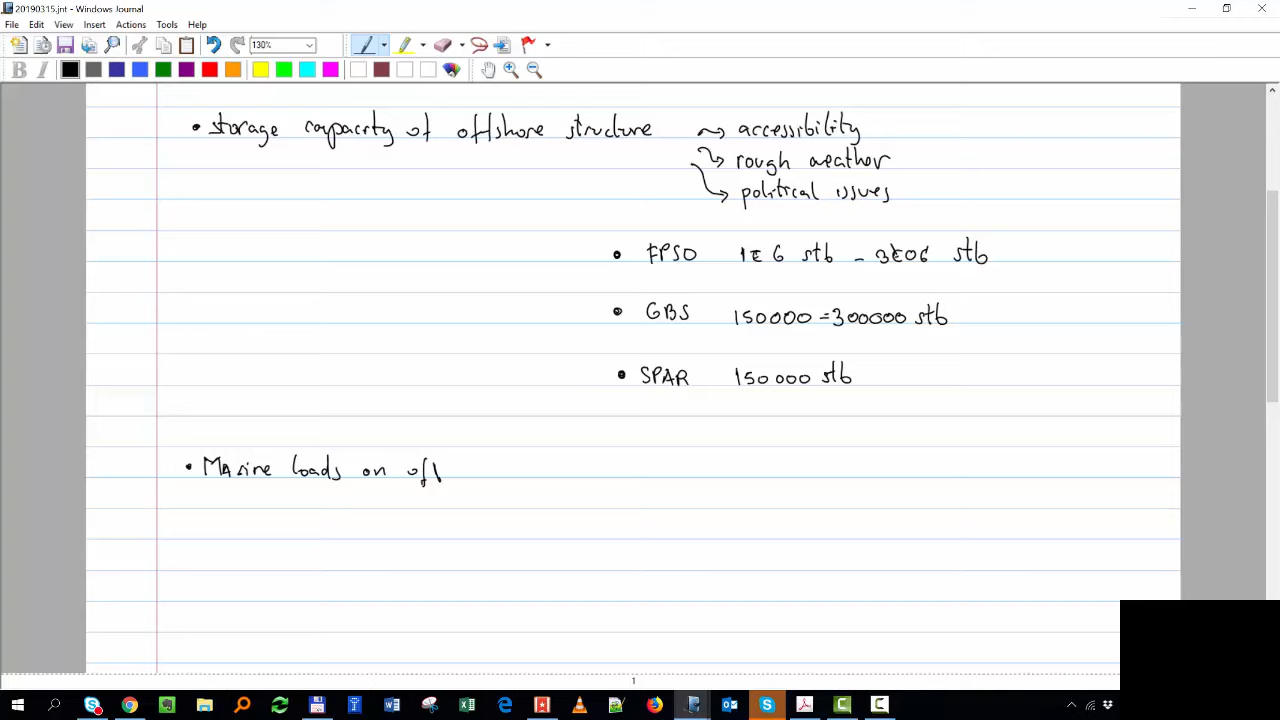 20190315.jnt - Windows Journal
File Edit View Insert Actions Tools Help
130%
B I
• storage capacity of offshore structure ~> accessibility
rough weather
political issues
• FPSO 1E6 stb - 3E06 stb
• GBS 150000 - 300000 stb
• SPAR 150000 stb
• Marine loads on off
1